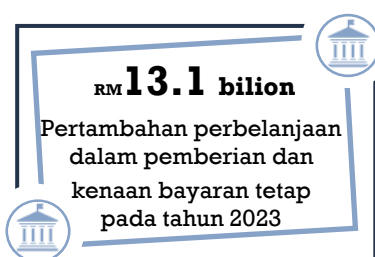 RM13.1 bilion
Pertambahan perbelanjaan
dalam pemberian dan
kenaan bayaran tetap
pada tahun 2023